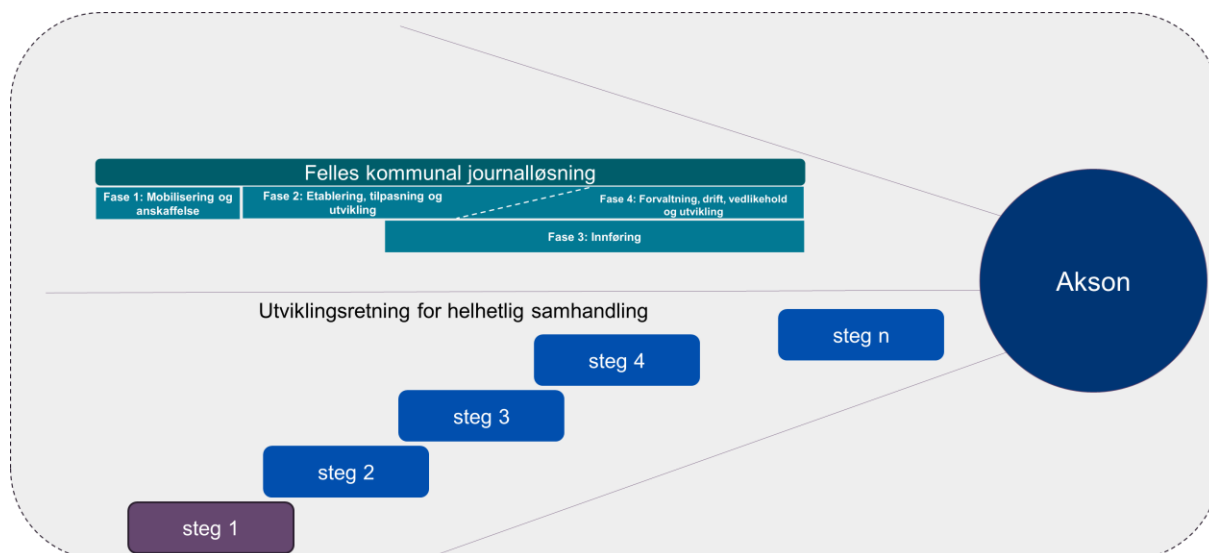 Felles kommunal journalløsning
Fase 1: Mobilisering og
anskaffelse
Fase 2: Etablering, tilpasning og
utvikling
Fase 4: Forvaltning, drift, vedlikehold
og utvikling
Fase 3: Innføring
Akson
Utviklingsretning for helhetlig samhandling
steg n
steg 4
steg 3
steg 2
steg 1